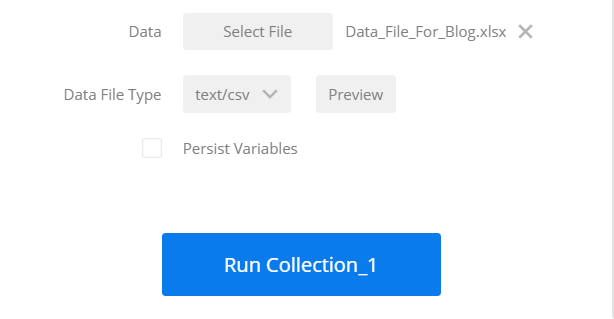 Data Select File Data_File_For_Blog.xlsx
Data File Type text/csv Preview
Persist Variables
Run Collection_1